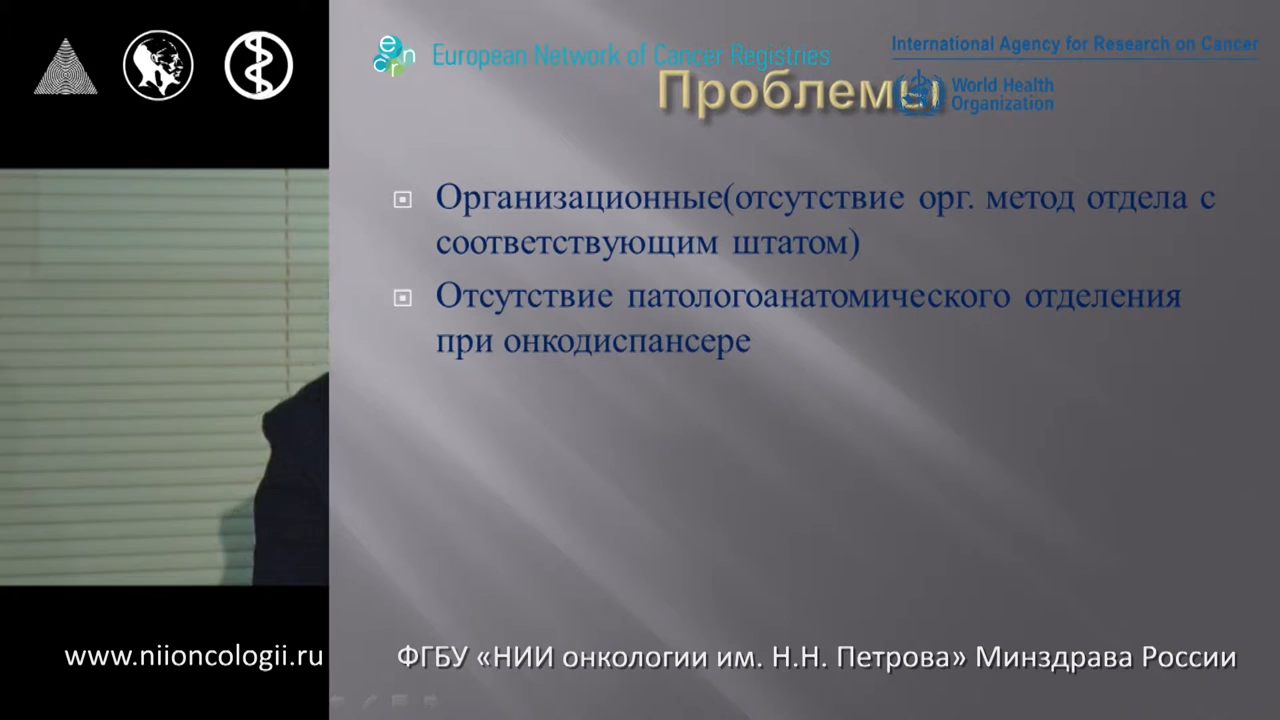 European Network of Cancer Registries
International Agency for Research on Cancer
World Health
Organization
Проблемы
Организационные(отсутствие орг. метод отдела с
соответствующим штатом)
Отсутствие патологоанатомического отделения
при онкодиспансере
www.niioncologii.ru
ФГБУ «НИИ онкологии им. Н.Н. Петрова» Минздрава России